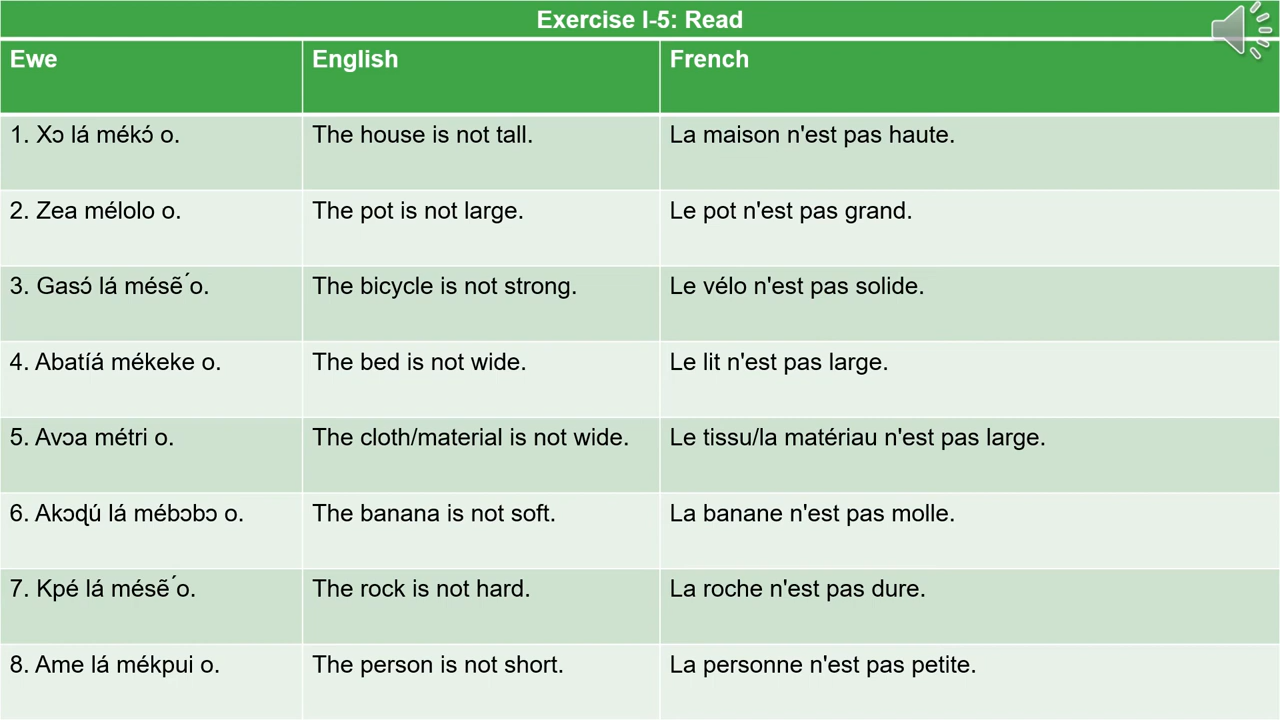 Exercise I-5: Read
Ewe English French
1. Xɔ lá mékɔ́ o. The house is not tall. La maison n'est pas haute.
2. Zea mélolo o. The pot is not large. Le pot n'est pas grand.
3. Gasɔ́ lá mésẽ ́o. The bicycle is not strong. Le vélo n'est pas solide.
4. Abatíá mékeke o. The bed is not wide. Le lit n'est pas large.
5. Avɔa métri o. The cloth/material is not wide. Le tissu/la matériau n'est pas large.
6. Akɔɖú lá mébɔbɔ o. The banana is not soft. La banane n'est pas molle.
7. Kpé lá mésẽ ́o. The rock is not hard. La roche n'est pas dure.
8. Ame lá mékpui o. The person is not short. La personne n'est pas petite.